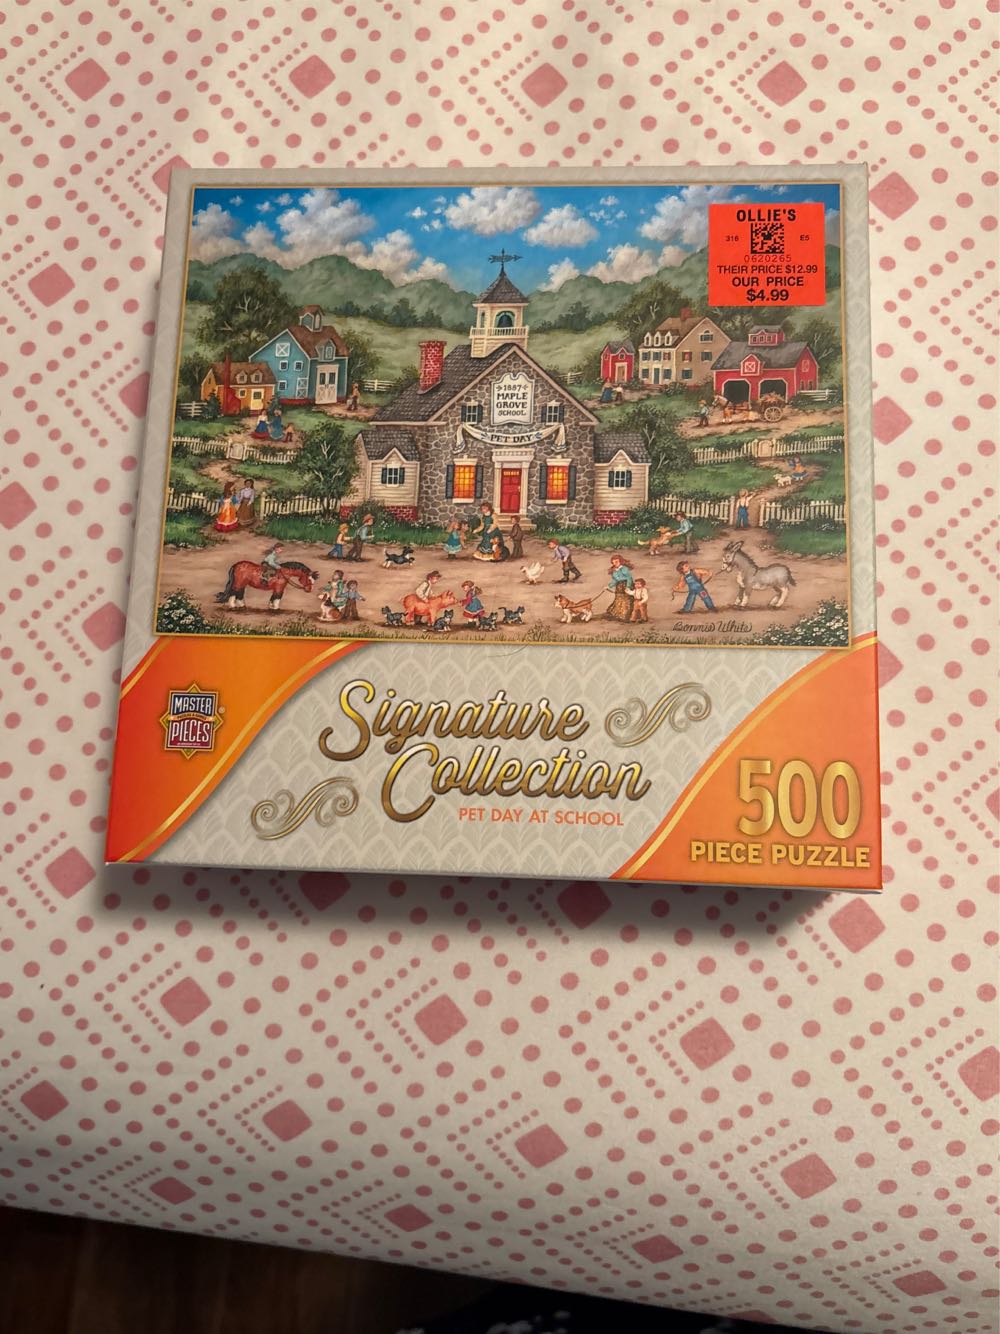 OLLIE'S
316 E5
0620265
THEIR PRICE $12.99
OUR PRICE
$4.99
1887
MAPLE
GROVE
SCHOOL
PET DAY
Bonnie White
MASTER
PIECES
®
Signature
Collection
PET DAY AT SCHOOL
500
PIECE PUZZLE